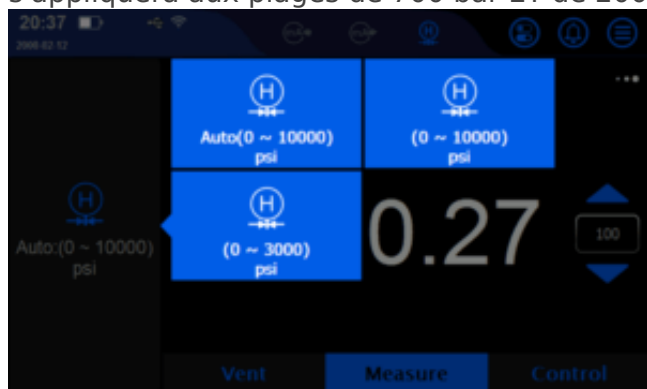 s'appliquera aux plages de 700 bar ET de 200
20:37
2000.02.12
H
Auto(0 ~ 10000)
psi
H
(0 ~ 10000)
psi
H
Auto:(0 ~ 10000)
psi
H
(0 ~ 3000)
psi
0.27
100
Vent
Measure
Control